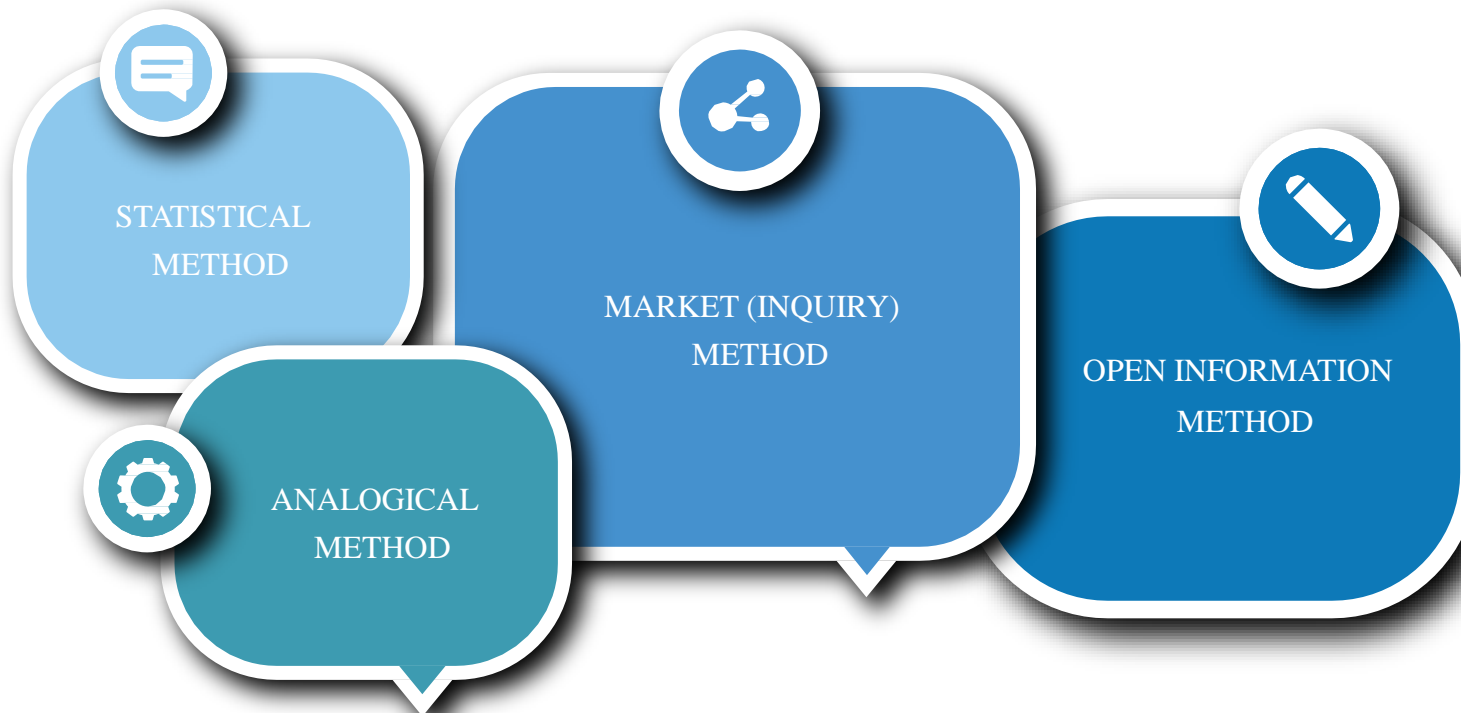 STATISTICAL
METHOD
ANALOGICAL
METHOD
MARKET (INQUIRY)
METHOD
OPEN INFORMATION
METHOD